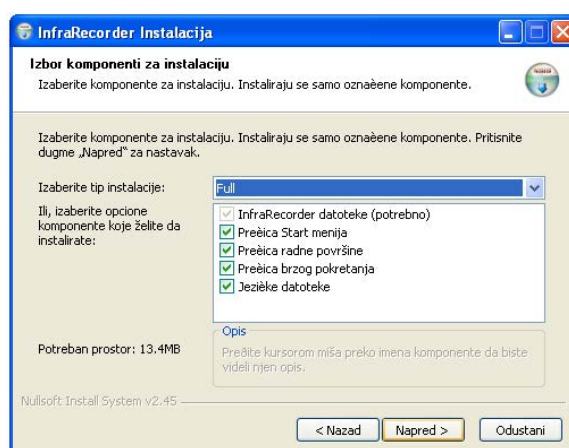 InfraRecorder Instalacija
Izbor komponenti za instalaciju
Izaberite komponente za instalaciju. Instaliraju se samo oznaèene komponente.
Izaberite komponente za instalaciju. Instaliraju se samo oznaèene komponente. Pritisnite
dugme „Napred“ za nastavak.
Izaberite tip instalacije:
Full
Ili, izaberite opcione
komponente koje želite da
instalirate:
InfraRecorder datoteke (potrebno)
Preèica Start menija
Preèica radne površine
Preèica brzog pokretanja
Jezièke datoteke
Potreban prostor: 13.4MB
Opis
Preðite kursorom miša preko imena komponente da biste
videli njen opis.
Nullsoft Install System v2.45
< Nazad
Napred >
Odustani